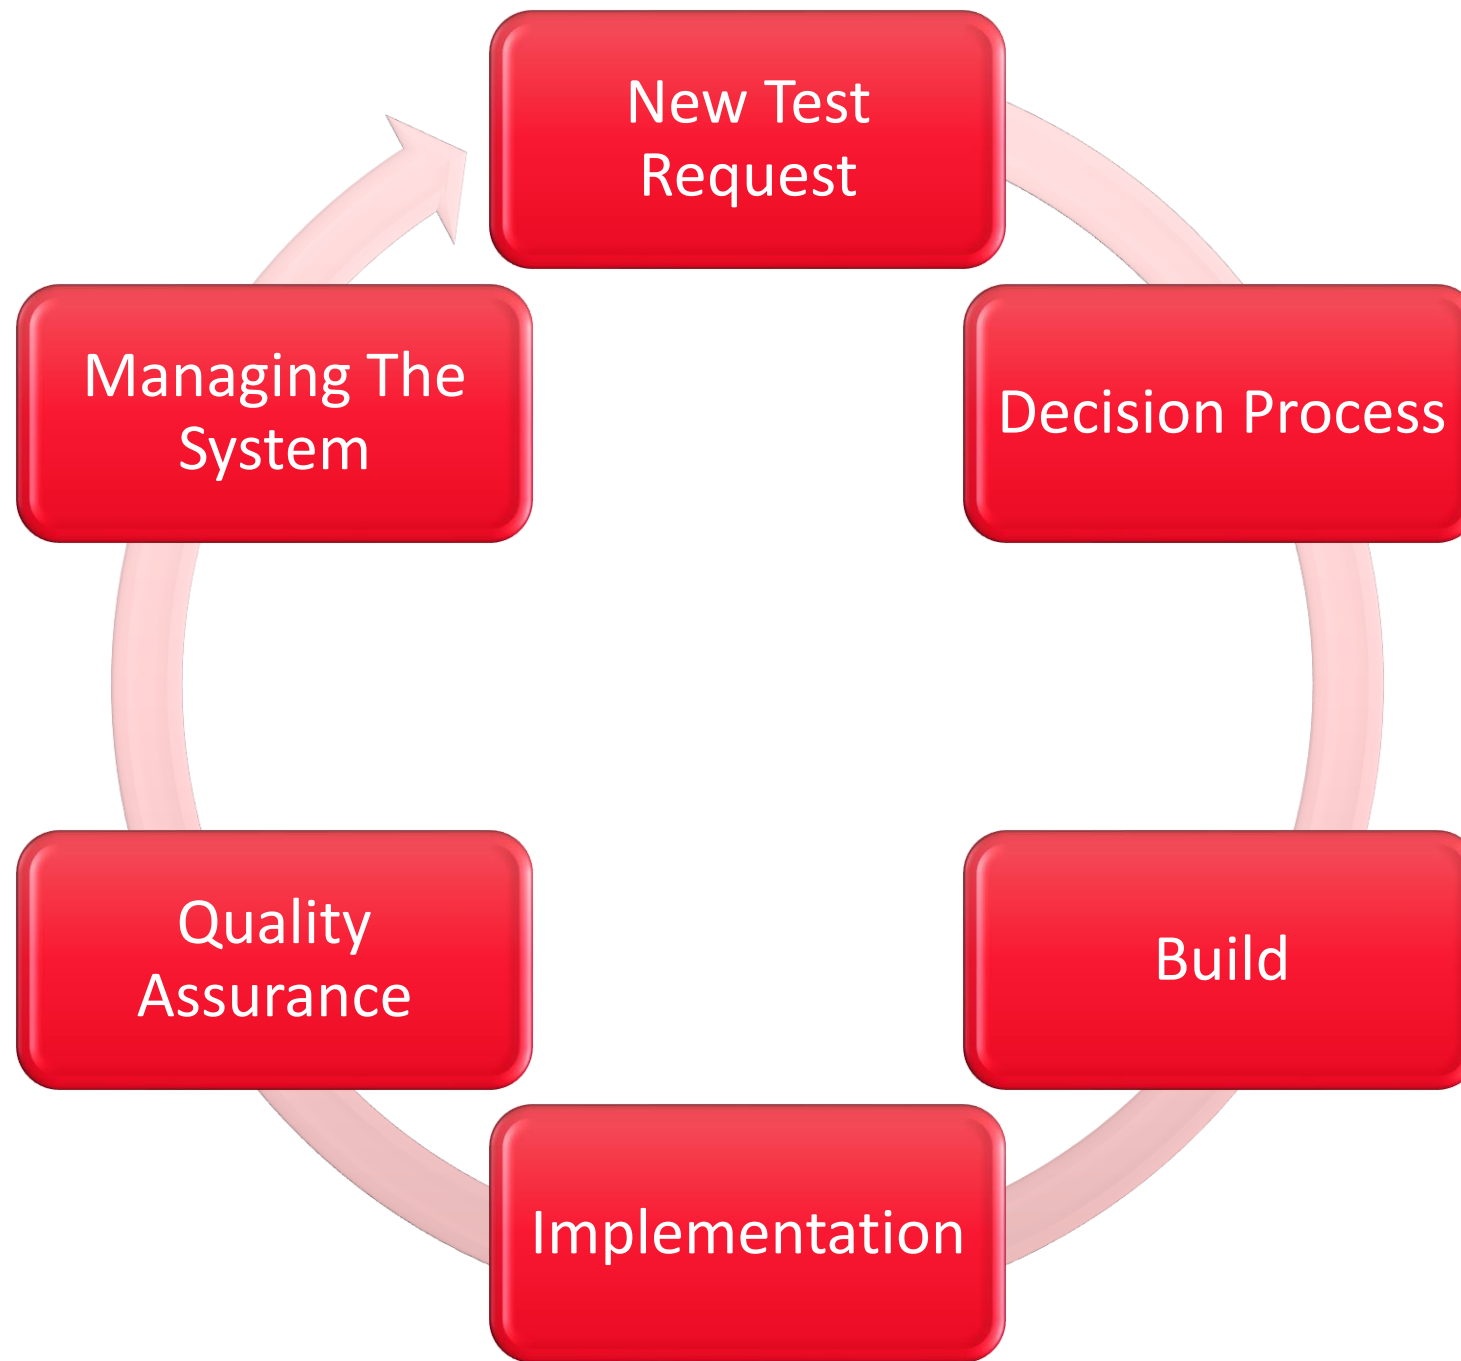 New Test
Request
Decision Process
Build
Implementation
Quality
Assurance
Managing The
System